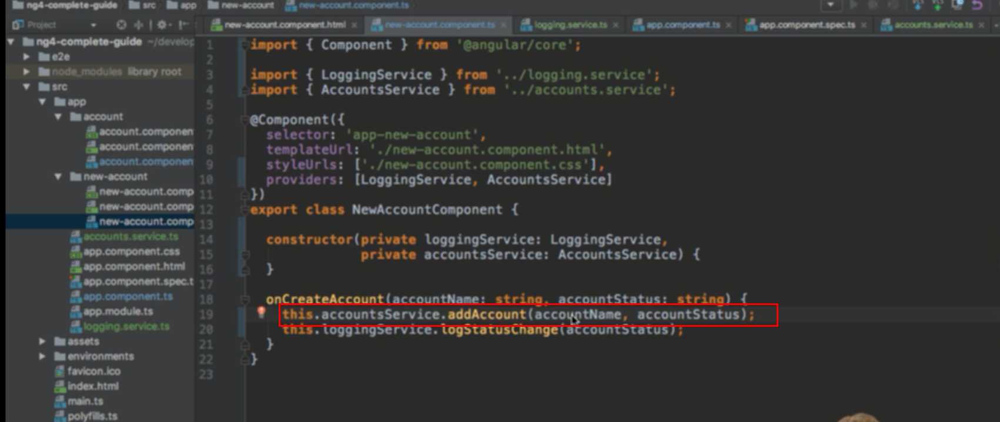 ng4-complete-guide src app new-account new-account.component.ts
Project
new-account.component.html new-account.component.ts logging.service.ts app.component.ts app.component.spec.ts accounts.service.ts
ng4-complete-guide ~/develop
e2e
node_modules library root
src
app
account
account.component
account.component
account.component
new-account
new-account.comp
new-account.comp
new-account.comp
accounts.service.ts
app.component.css
app.component.html
app.component.spec.t
app.component.ts
app.module.ts
logging.service.ts
assets
environments
favicon.ico
index.html
main.ts
polyfills.ts
1 import { Component } from '@angular/core';
2
3 import { LoggingService } from '../logging.service';
4 import { AccountsService } from '../accounts.service';
5
6 @Component({
7 selector: 'app-new-account',
8 templateUrl: './new-account.component.html',
9 styleUrls: ['./new-account.component.css'],
10 providers: [LoggingService, AccountsService]
11 })
12 export class NewAccountComponent {
13
14 constructor(private loggingService: LoggingService,
15 private accountsService: AccountsService) {
16 }
17
18 onCreateAccount(accountName: string, accountStatus: string) {
19 this.accountsService.addAccount(accountName, accountStatus);
20 this.loggingService.logStatusChange(accountStatus);
21 }
22 }
23